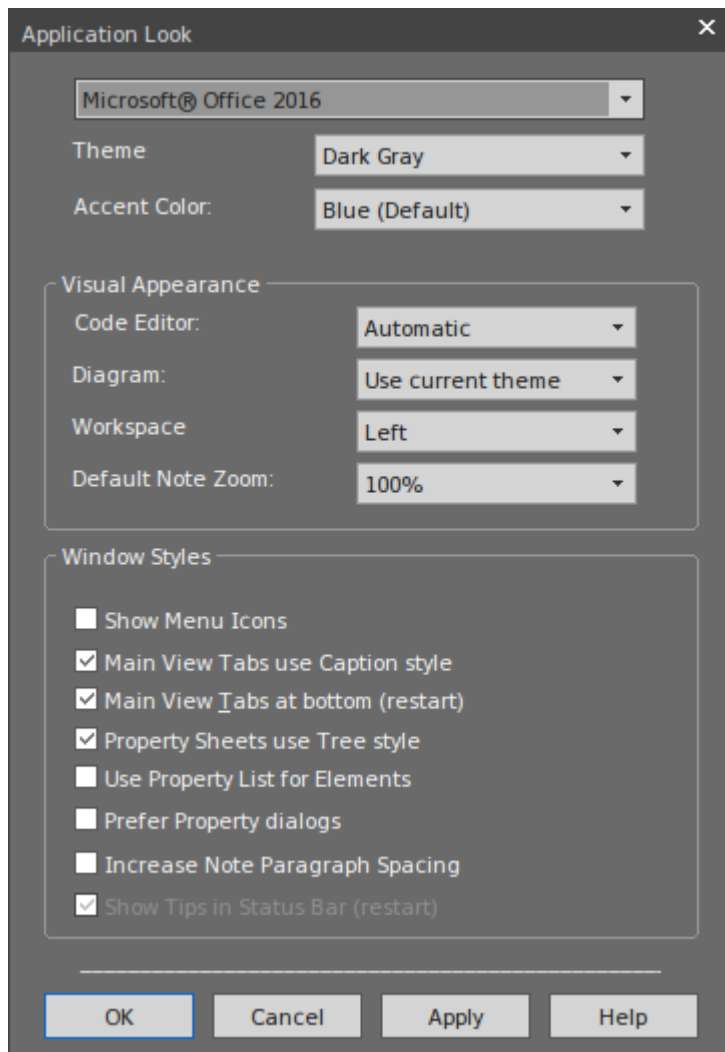 Application Look
Microsoft® Office 2016
Theme Dark Gray
Accent Color: Blue (Default)
Visual Appearance
Code Editor: Automatic
Diagram: Use current theme
Workspace Left
Default Note Zoom: 100%
Window Styles
Show Menu Icons
Main View Tabs use Caption style
Main View Tabs at bottom (restart)
Property Sheets use Tree style
Use Property List for Elements
Prefer Property dialogs
Increase Note Paragraph Spacing
Show Tips in Status Bar (restart)
OK Cancel Apply Help